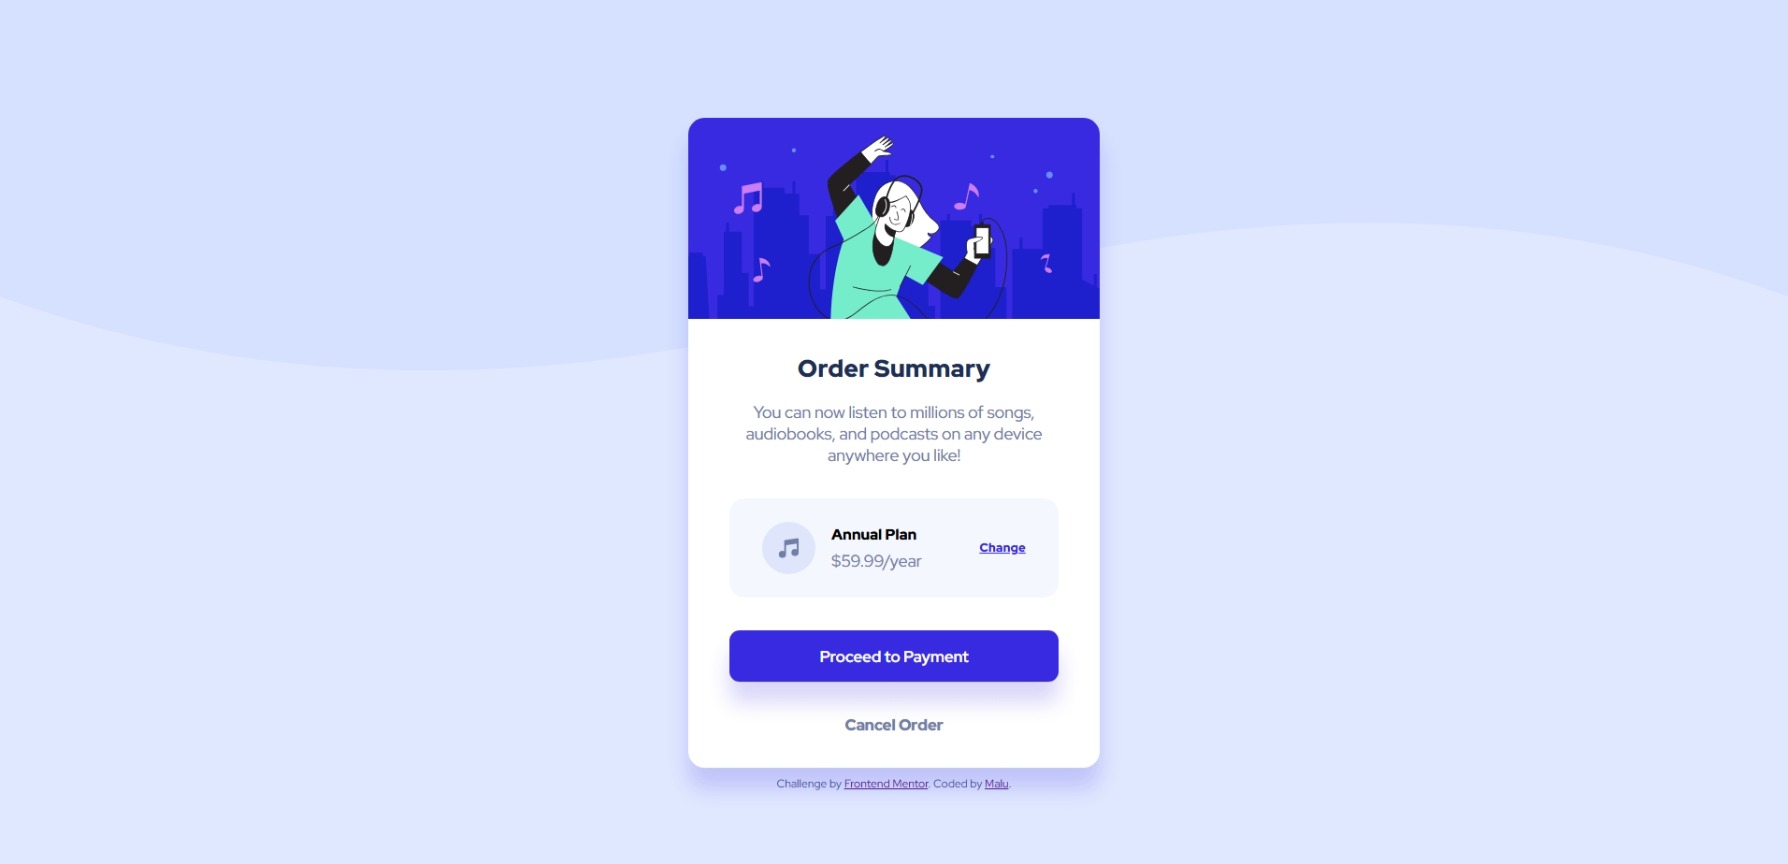 Order Summary
You can now listen to millions of songs,
audiobooks, and podcasts on any device
anywhere you like!
Annual Plan
$59.99/year
Change
Proceed to Payment
Cancel Order
Challenge by Frontend Mentor. Coded by Malu.